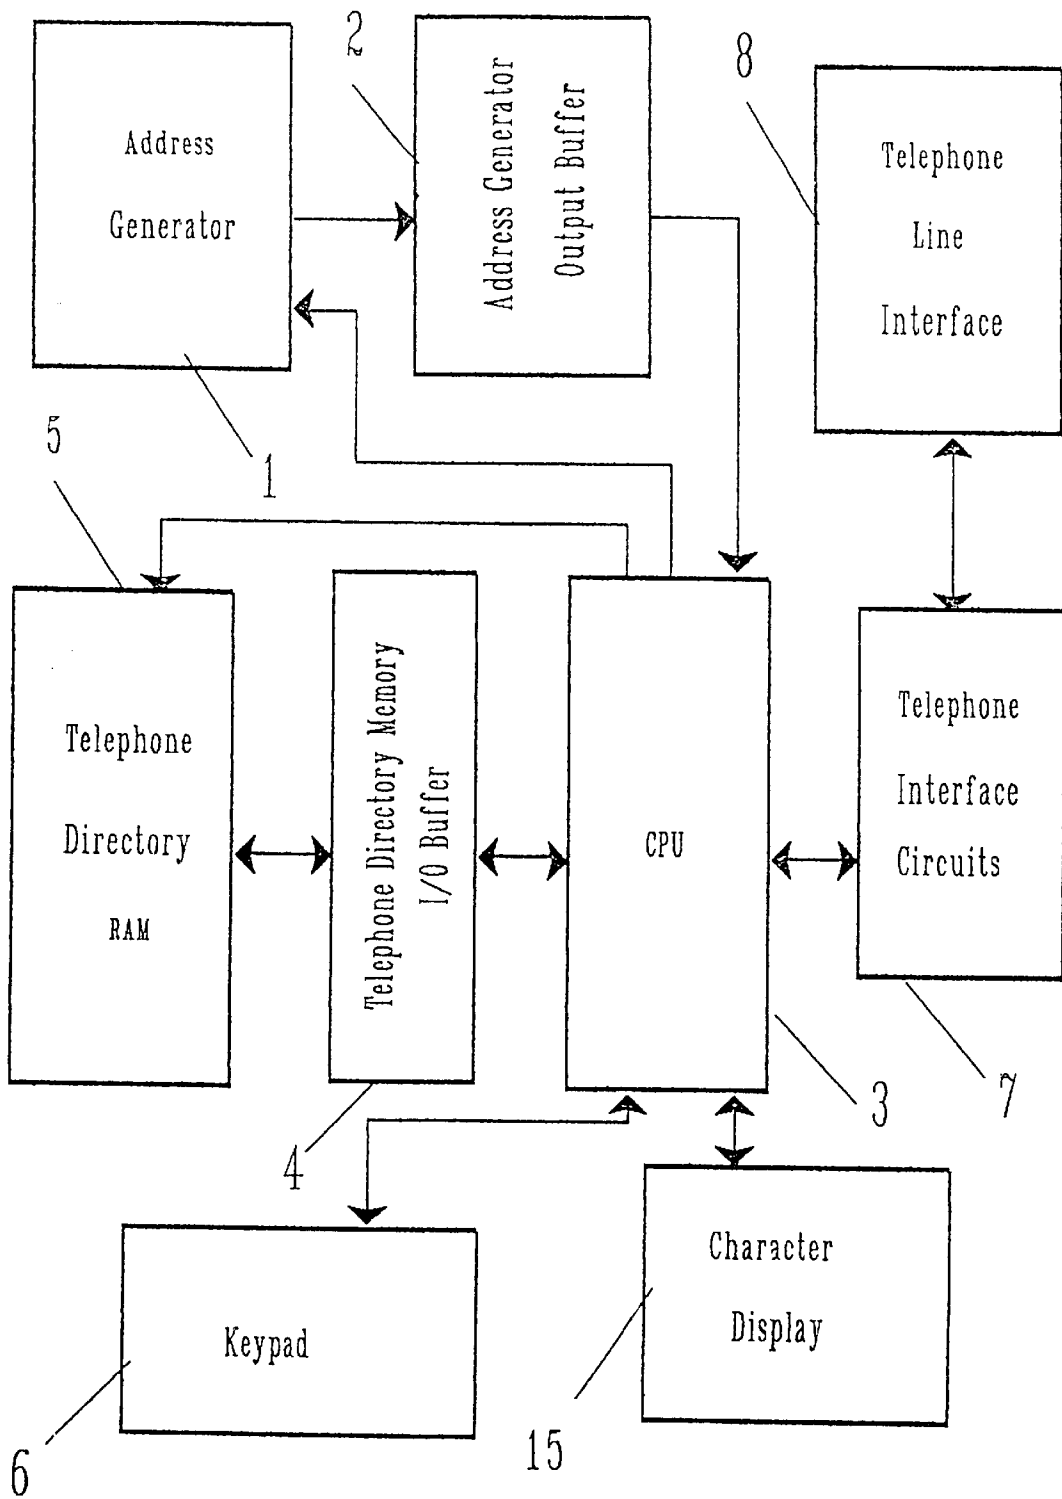 2
8
Address
Generator
Address Generator
Output Buffer
Telephone
Line
Interface
5
1
Telephone
Directory
RAM
Telephone Directory Memory
I/O Buffer
CPU
Telephone
Interface
Circuits
4
3
7
Keypad
Character
Display
6
15